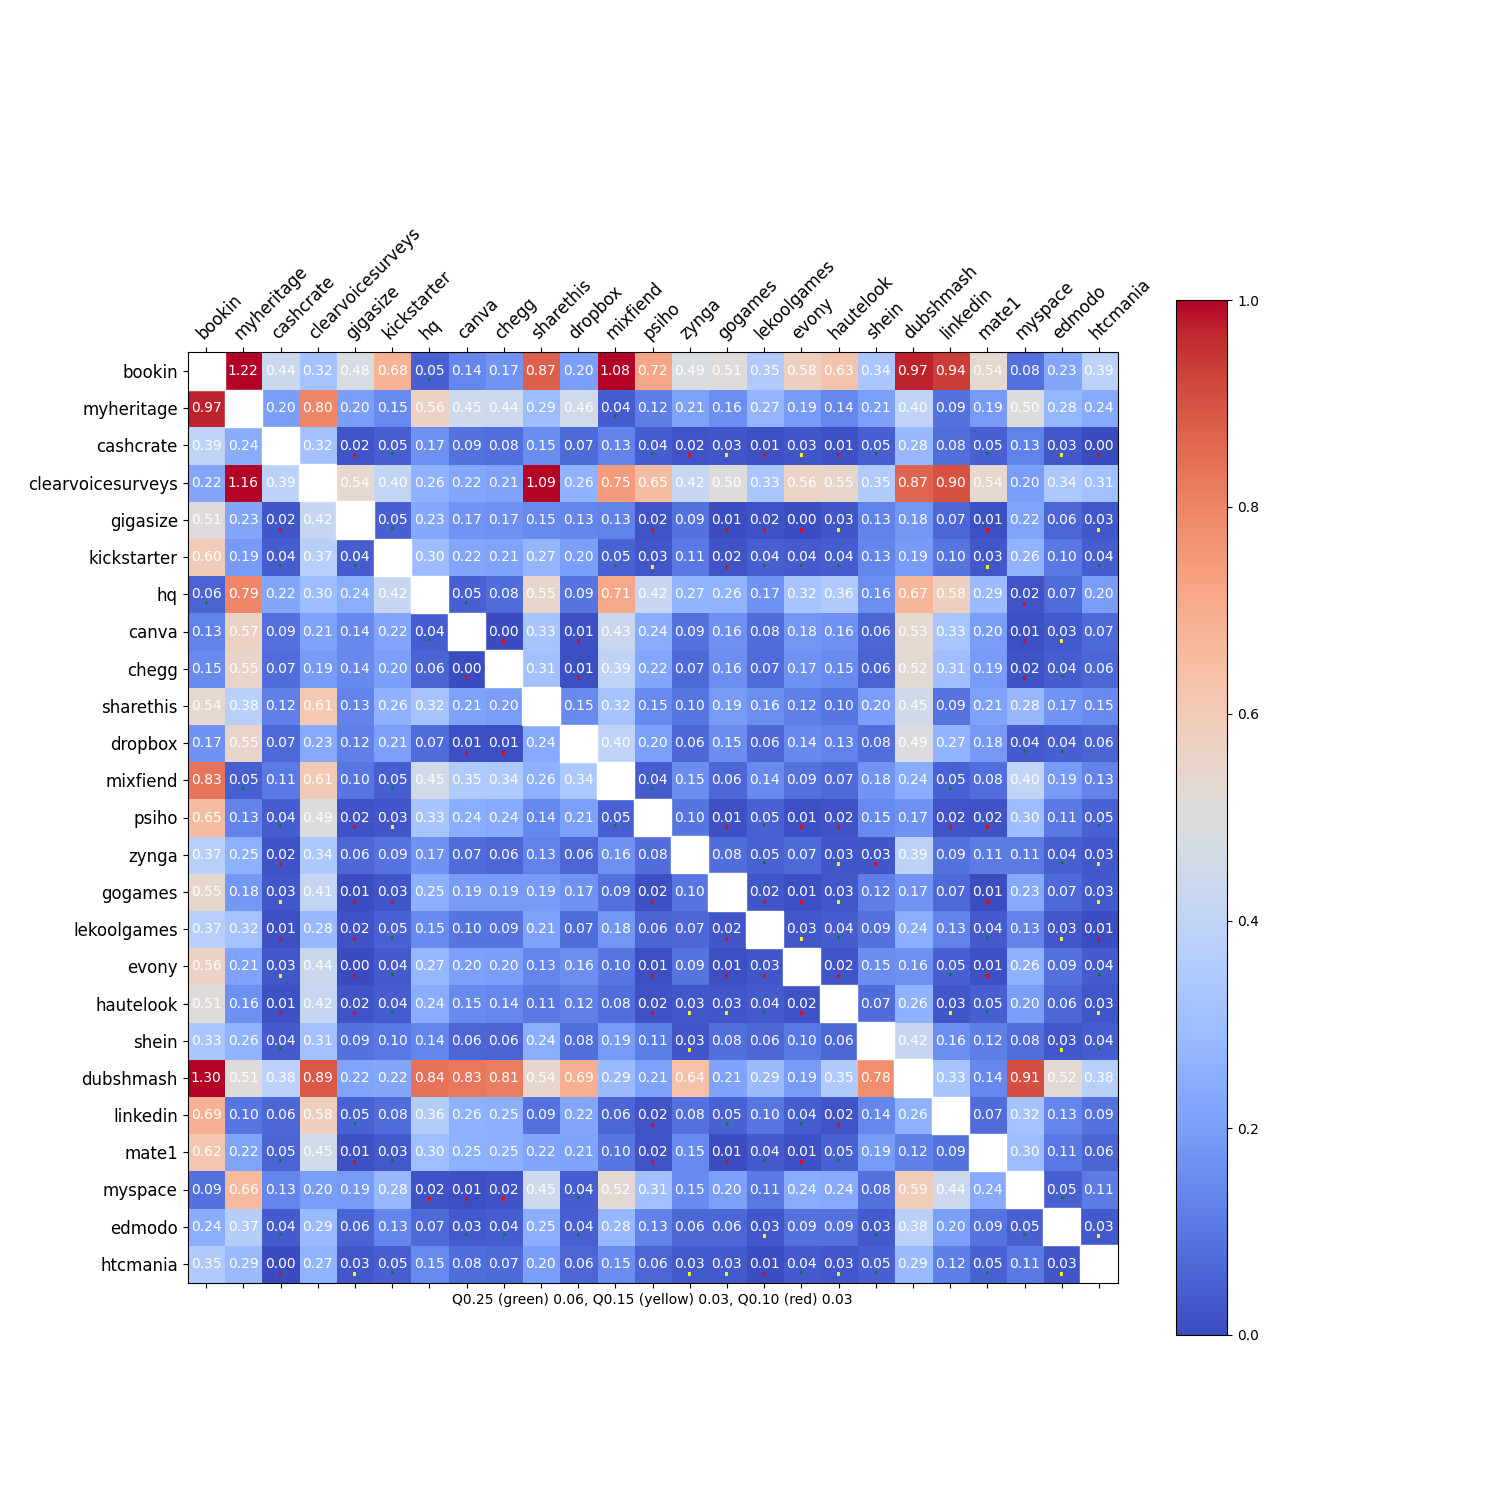 bookin myheritage cashcrate clearvoicesurveys gigasize kickstarter hq canva chegg sharethis dropbox mixfiend psiho zynga gogames lekoolgames evony hautelook shein dubshmash linkedin mate1 myspace edmodo htcmania
bookin 1.22 0.44 0.32 0.48 0.68 0.05 0.14 0.17 0.87 0.20 1.08 0.72 0.49 0.51 0.35 0.58 0.63 0.34 0.97 0.94 0.54 0.08 0.23 0.39
myheritage 0.97 0.20 0.80 0.20 0.15 0.56 0.45 0.44 0.29 0.46 0.04 0.12 0.21 0.16 0.27 0.19 0.14 0.21 0.40 0.09 0.19 0.50 0.28 0.24
cashcrate 0.39 0.24 0.32 0.02 0.05 0.17 0.09 0.08 0.15 0.07 0.13 0.04 0.02 0.03 0.01 0.03 0.01 0.05 0.28 0.08 0.05 0.13 0.03 0.00
clearvoicesurveys 0.22 1.16 0.39 0.54 0.40 0.26 0.22 0.21 1.09 0.26 0.75 0.65 0.42 0.50 0.33 0.56 0.55 0.35 0.87 0.90 0.54 0.20 0.34 0.31
gigasize 0.51 0.23 0.02 0.42 0.05 0.23 0.17 0.17 0.15 0.13 0.13 0.02 0.09 0.01 0.02 0.00 0.03 0.13 0.18 0.07 0.01 0.22 0.06 0.03
kickstarter 0.60 0.19 0.04 0.37 0.04 0.30 0.22 0.21 0.27 0.20 0.05 0.03 0.11 0.02 0.04 0.04 0.04 0.13 0.19 0.10 0.03 0.26 0.10 0.04
hq 0.06 0.79 0.22 0.30 0.24 0.42 0.05 0.08 0.55 0.09 0.71 0.42 0.27 0.26 0.17 0.32 0.36 0.16 0.67 0.58 0.29 0.02 0.07 0.20
canva 0.13 0.57 0.09 0.21 0.14 0.22 0.04 0.00 0.33 0.01 0.43 0.24 0.09 0.16 0.08 0.18 0.16 0.06 0.53 0.33 0.20 0.01 0.03 0.07
chegg 0.15 0.55 0.07 0.19 0.14 0.20 0.06 0.00 0.31 0.01 0.39 0.22 0.07 0.16 0.07 0.17 0.15 0.06 0.52 0.31 0.19 0.02 0.04 0.06
sharethis 0.54 0.38 0.12 0.61 0.13 0.26 0.32 0.21 0.20 0.15 0.32 0.15 0.10 0.19 0.16 0.12 0.10 0.20 0.45 0.09 0.21 0.28 0.17 0.15
dropbox 0.17 0.55 0.07 0.23 0.12 0.21 0.07 0.01 0.01 0.24 0.40 0.20 0.06 0.15 0.06 0.14 0.13 0.08 0.49 0.27 0.18 0.04 0.04 0.06
mixfiend 0.83 0.05 0.11 0.61 0.10 0.05 0.45 0.35 0.34 0.26 0.34 0.04 0.15 0.06 0.14 0.09 0.07 0.18 0.24 0.05 0.08 0.40 0.19 0.13
psiho 0.65 0.13 0.04 0.49 0.02 0.03 0.33 0.24 0.24 0.14 0.21 0.05 0.10 0.01 0.05 0.01 0.02 0.15 0.17 0.02 0.02 0.30 0.11 0.05
zynga 0.37 0.25 0.02 0.34 0.06 0.09 0.17 0.07 0.06 0.13 0.06 0.16 0.08 0.08 0.05 0.07 0.03 0.03 0.39 0.09 0.11 0.11 0.04 0.03
gogames 0.55 0.18 0.03 0.41 0.01 0.03 0.25 0.19 0.19 0.19 0.17 0.09 0.02 0.10 0.02 0.01 0.03 0.12 0.17 0.07 0.01 0.23 0.07 0.03
lekoolgames 0.37 0.32 0.01 0.28 0.02 0.05 0.15 0.10 0.09 0.21 0.07 0.18 0.06 0.07 0.02 0.03 0.04 0.09 0.24 0.13 0.04 0.13 0.03 0.01
evony 0.56 0.21 0.03 0.44 0.00 0.04 0.27 0.20 0.20 0.13 0.16 0.10 0.01 0.09 0.01 0.03 0.02 0.15 0.16 0.05 0.01 0.26 0.09 0.04
hautelook 0.51 0.16 0.01 0.42 0.02 0.04 0.24 0.15 0.14 0.11 0.12 0.08 0.02 0.03 0.03 0.04 0.02 0.07 0.26 0.03 0.05 0.20 0.06 0.03
shein 0.33 0.26 0.04 0.31 0.09 0.10 0.14 0.06 0.06 0.24 0.08 0.19 0.11 0.03 0.08 0.06 0.10 0.06 0.42 0.16 0.12 0.08 0.03 0.04
dubshmash 1.30 0.51 0.38 0.89 0.22 0.22 0.84 0.83 0.81 0.54 0.69 0.29 0.21 0.64 0.21 0.29 0.19 0.35 0.78 0.33 0.14 0.91 0.52 0.38
linkedin 0.69 0.10 0.06 0.58 0.05 0.08 0.36 0.26 0.25 0.09 0.22 0.06 0.02 0.08 0.05 0.10 0.04 0.02 0.14 0.26 0.07 0.32 0.13 0.09
mate1 0.62 0.22 0.05 0.45 0.01 0.03 0.30 0.25 0.25 0.22 0.21 0.10 0.02 0.15 0.01 0.04 0.01 0.05 0.19 0.12 0.09 0.30 0.11 0.06
myspace 0.09 0.66 0.13 0.20 0.19 0.28 0.02 0.01 0.02 0.45 0.04 0.52 0.31 0.15 0.20 0.11 0.24 0.24 0.08 0.59 0.44 0.24 0.05 0.11
edmodo 0.24 0.37 0.04 0.29 0.06 0.13 0.07 0.03 0.04 0.25 0.04 0.28 0.13 0.06 0.06 0.03 0.09 0.09 0.03 0.38 0.20 0.09 0.05 0.03
htcmania 0.35 0.29 0.00 0.27 0.03 0.05 0.15 0.08 0.07 0.20 0.06 0.15 0.06 0.03 0.03 0.01 0.04 0.03 0.05 0.29 0.12 0.05 0.11 0.03
Q0.25 (green) 0.06, Q0.15 (yellow) 0.03, Q0.10 (red) 0.03
1.0
0.8
0.6
0.4
0.2
0.0